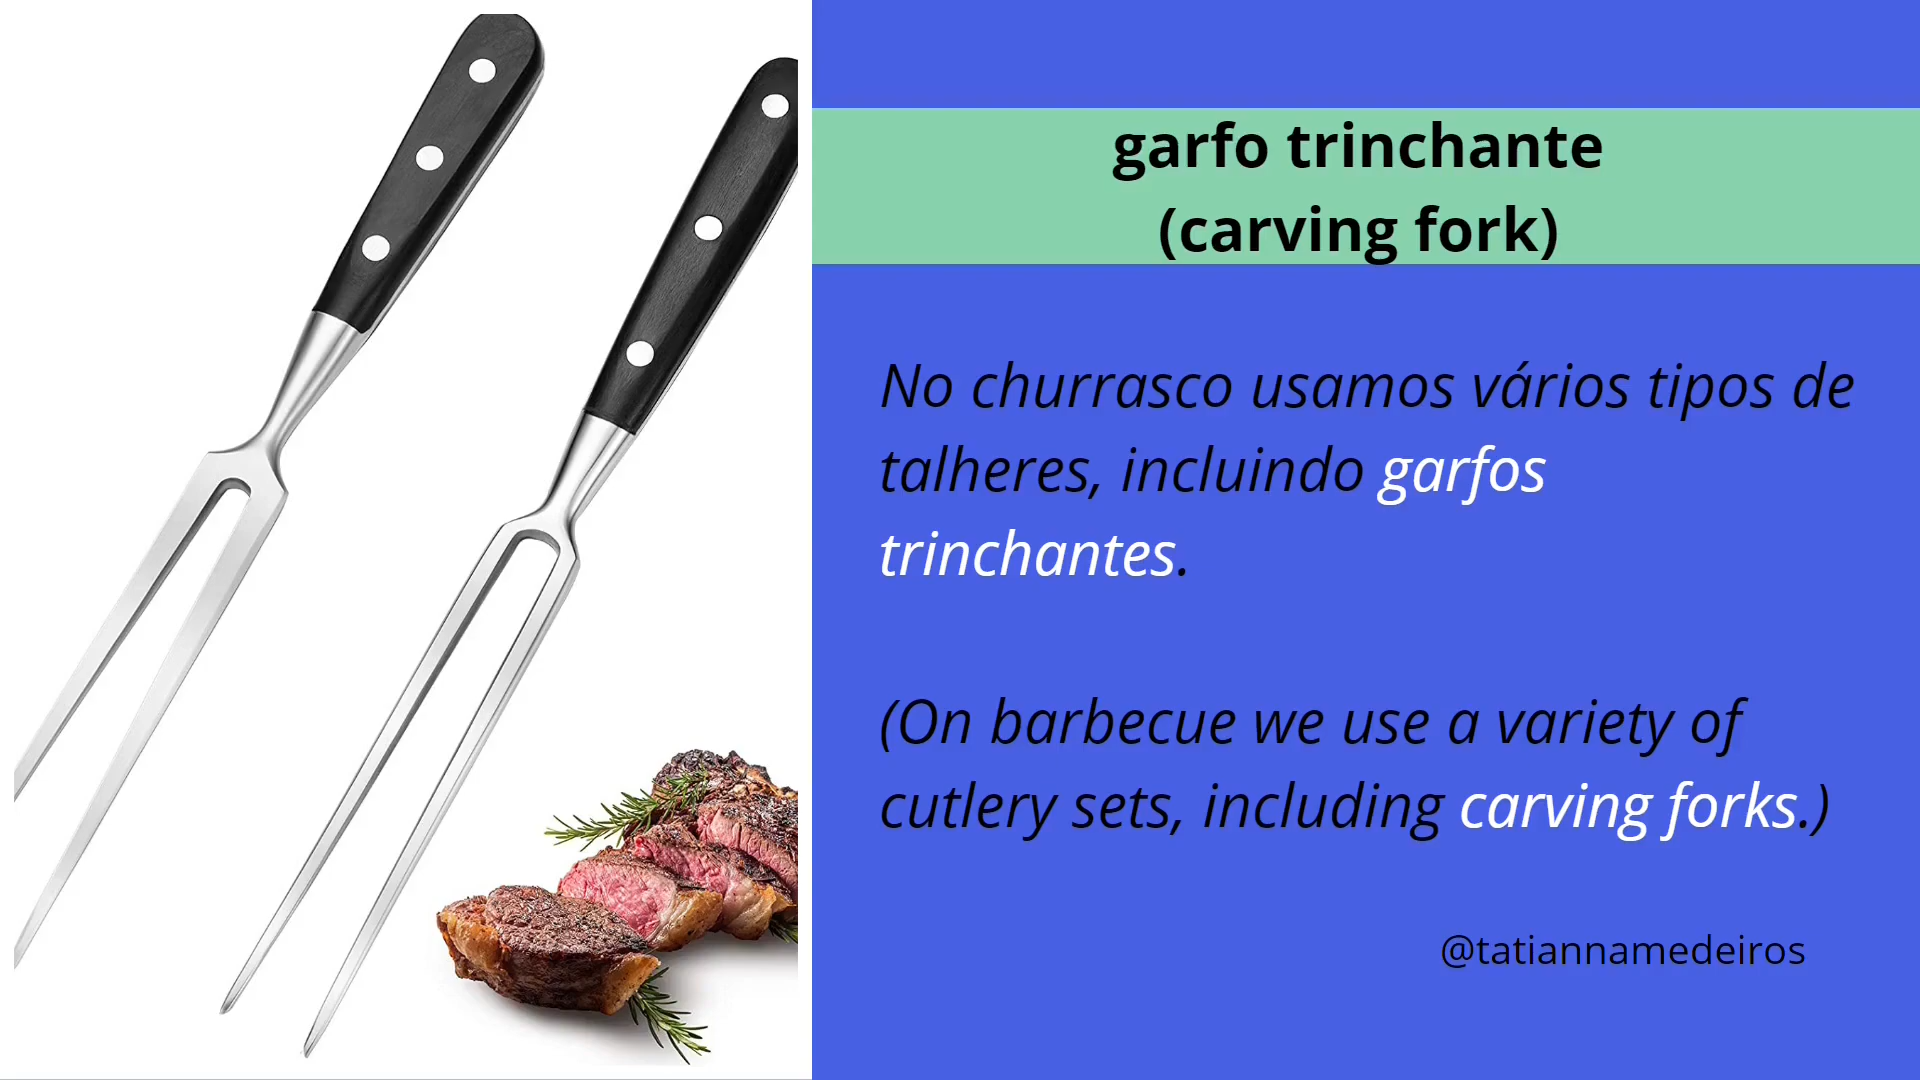 garfo trinchante
(carving fork)
No churrasco usamos vários tipos de
talheres, incluindo garfos
trinchantes.
(On barbecue we use a variety of
cutlery sets, including carving forks.)
@tatiannamedeiros